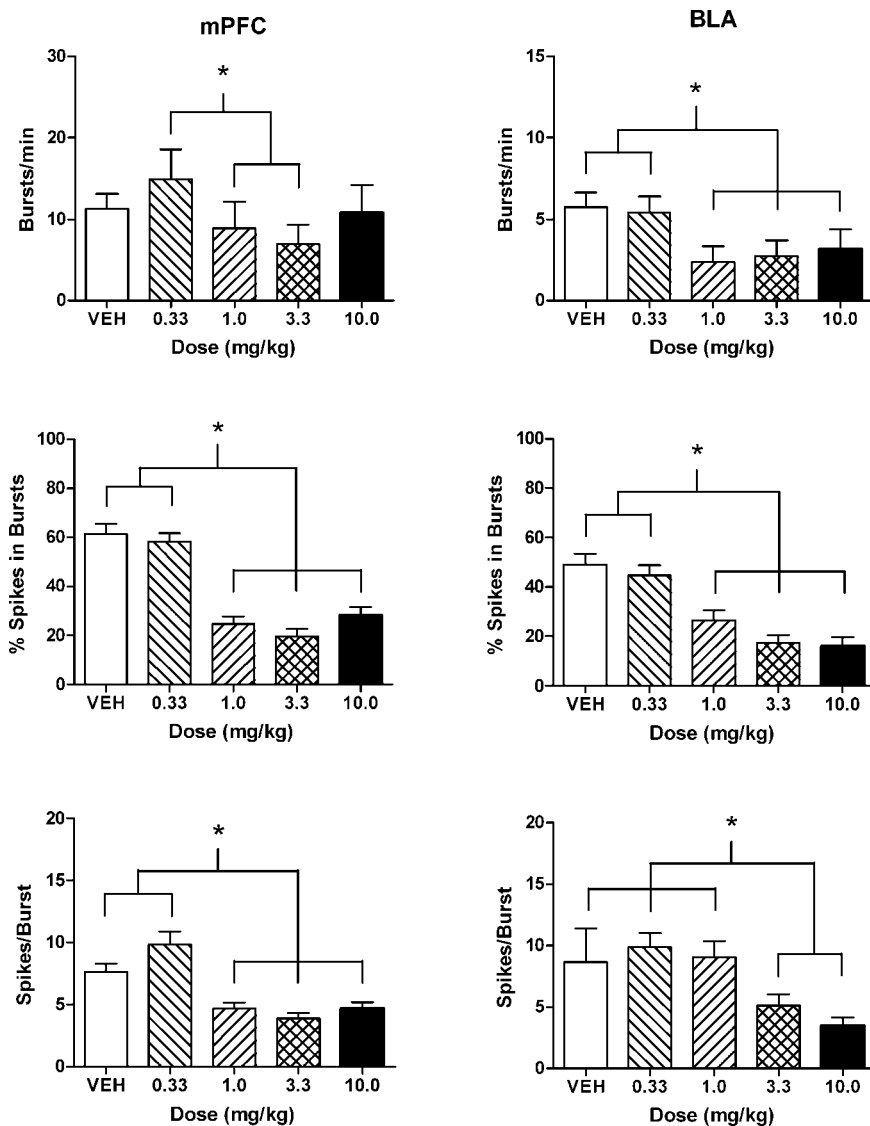 mPFC
BLA
30
20
10
0
Bursts/min
*
VEH 0.33 1.0 3.3 10.0
Dose (mg/kg)
15
10
5
0
Bursts/min
*
VEH 0.33 1.0 3.3 10.0
Dose (mg/kg)
100
80
60
40
20
0
% Spikes in Bursts
*
VEH 0.33 1.0 3.3 10.0
Dose (mg/kg)
100
80
60
40
20
0
% Spikes in Bursts
*
VEH 0.33 1.0 3.3 10.0
Dose (mg/kg)
20
15
10
5
0
Spikes/Burst
*
VEH 0.33 1.0 3.3 10.0
Dose (mg/kg)
20
15
10
5
0
Spikes/Burst
*
VEH 0.33 1.0 3.3 10.0
Dose (mg/kg)